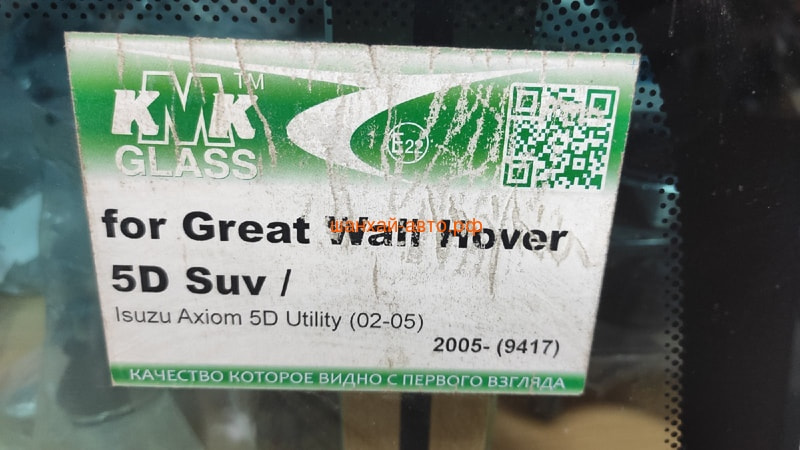 KMK™
GLASS
E22
for Great Wall Hover
шанхай-авто.рф
5D Suv /
Isuzu Axiom 5D Utility (02-05)
2005- (9417)
КАЧЕСТВО КОТОРОЕ ВИДНО С ПЕРВОГО ВЗГЛЯДА